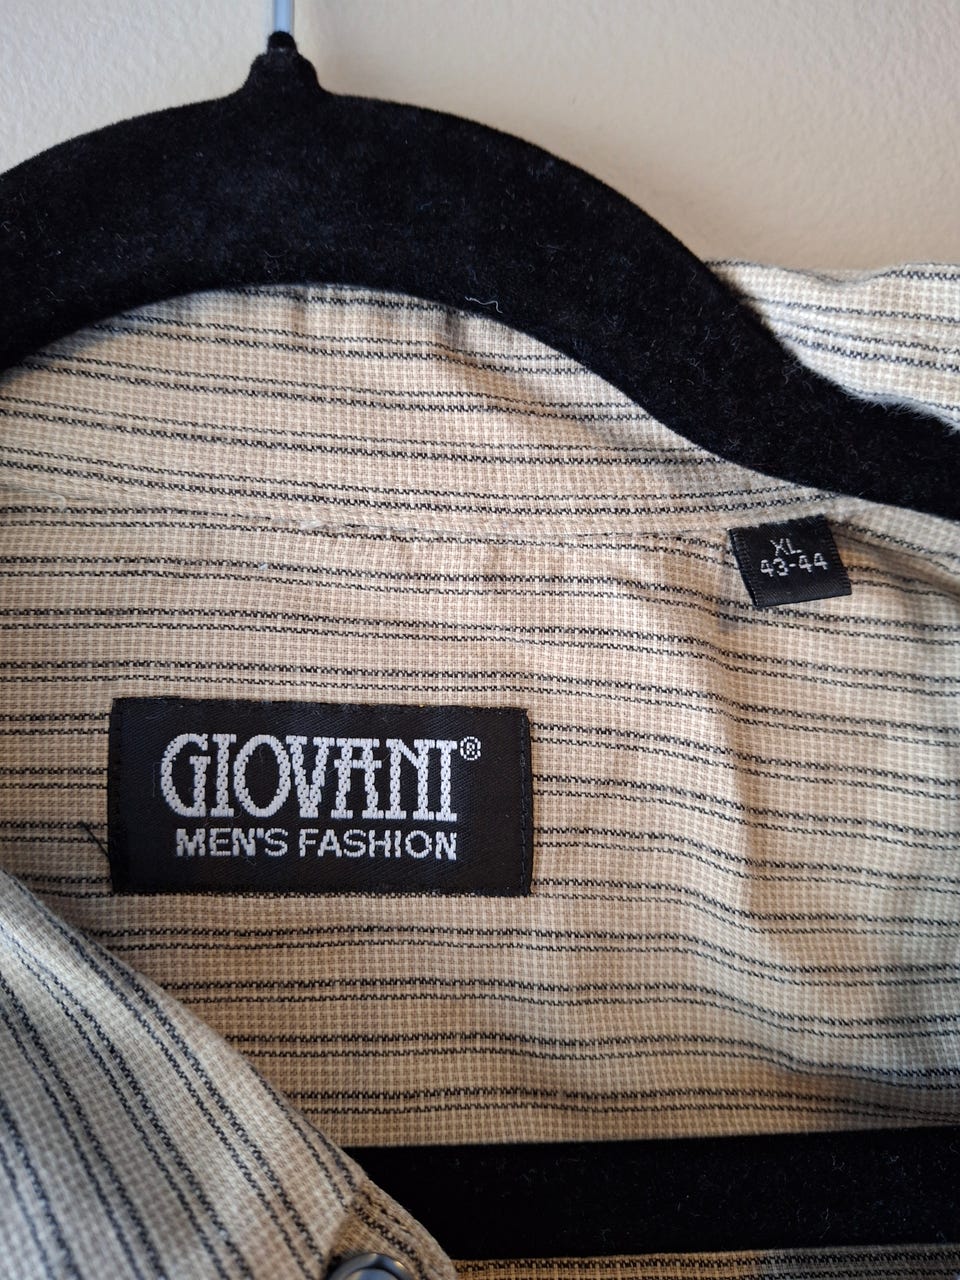 XL
43-44
GIOVANI®
MEN'S FASHION